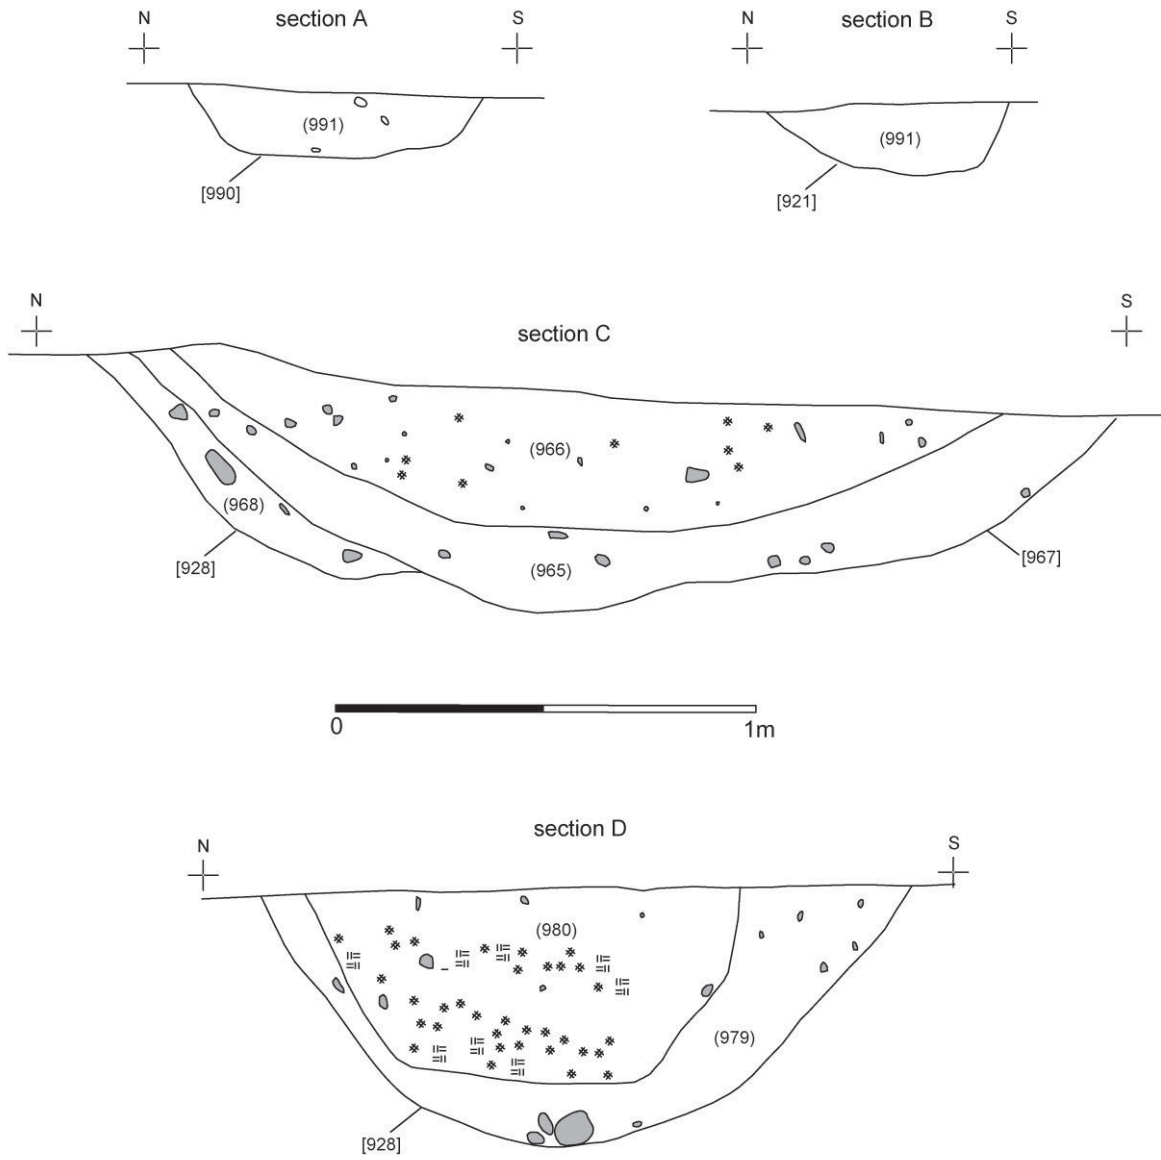 section A
section B
N
S
N
S
(991)
(991)
[990]
[921]
N
S
section C
(966)
(968)
(965)
[928]
[967]
0
1m
section D
N
S
(980)
(979)
[928]